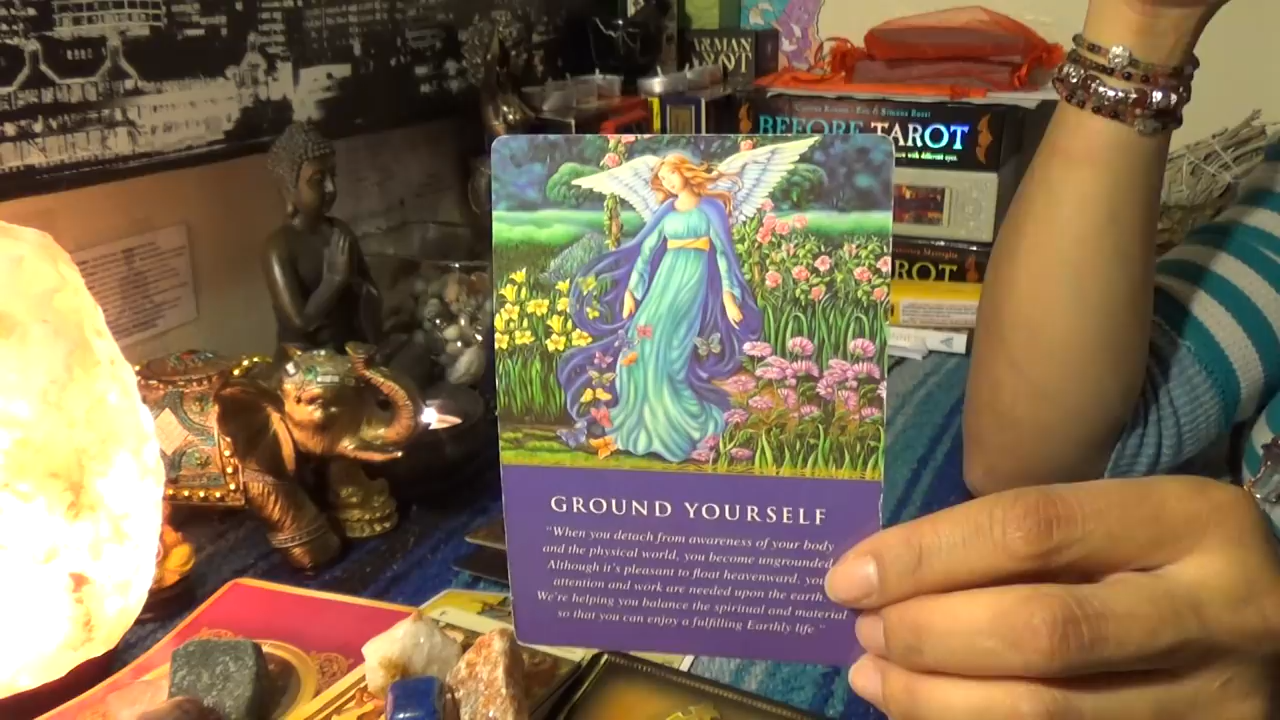 TAROT
BEFORE TAROT
ROT
GROUND YOURSELF
"When you detach from awareness of your body
and the physical world, you become ungrounded.
Although it's pleasant to float heavenward, your
attention and work are needed upon the earth
We're helping you balance the spiritual and material
so that you can enjoy a fulfilling Earthly life."